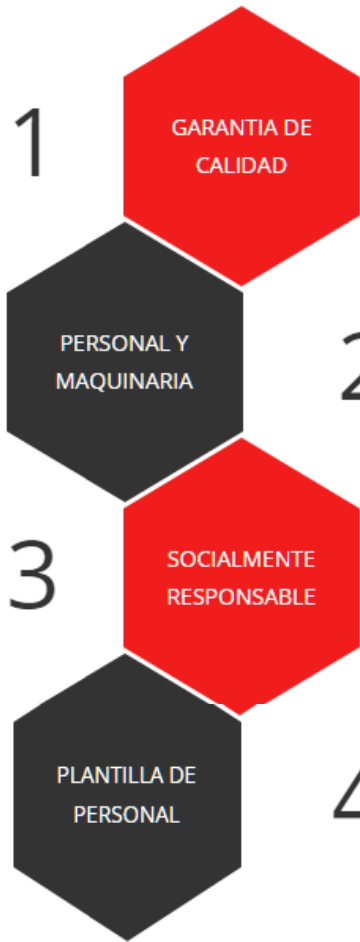 1
GARANTIA DE
CALIDAD
PERSONAL Y
MAQUINARIA
2
3
SOCIALMENTE
RESPONSABLE
PLANTILLA DE
PERSONAL
4